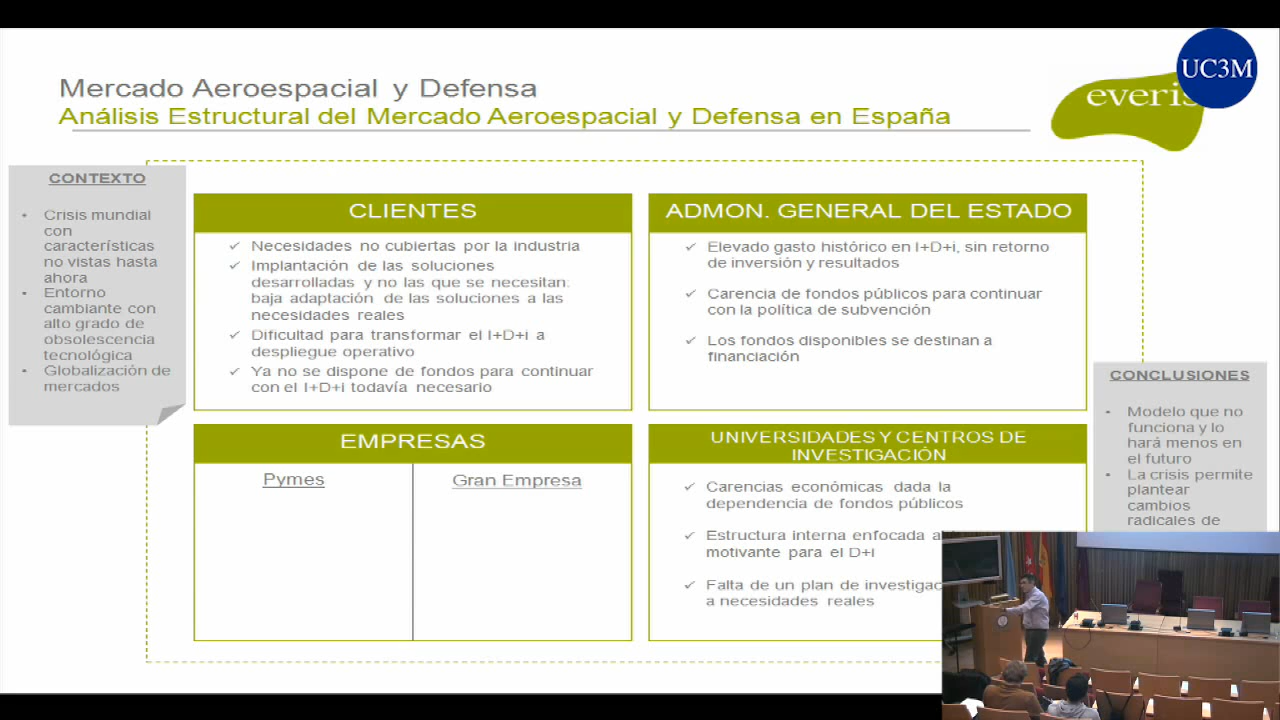 Mercado Aeroespacial y Defensa
Análisis Estructural del Mercado Aeroespacial y Defensa en España
everis
UC3M
CONTEXTO
• Crisis mundial
con
características
no vistas hasta
ahora
• Entorno
cambiante con
alto grado de
obsolescencia
tecnológica
• Globalización de
mercados
CLIENTES
✓ Necesidades no cubiertas por la industria
✓ Implantación de las soluciones
desarrolladas y no las que se necesitan:
baja adaptación de las soluciones a las
necesidades reales
✓ Dificultad para transformar el I+D+i a
despliegue operativo
✓ Ya no se dispone de fondos para continuar
con el I+D+i todavía necesario
ADMON. GENERAL DEL ESTADO
✓ Elevado gasto histórico en I+D+i, sin retorno
de inversión y resultados
✓ Carencia de fondos públicos para continuar
con la política de subvención
✓ Los fondos disponibles se destinan a
financiación
EMPRESAS
Pymes
Gran Empresa
UNIVERSIDADES Y CENTROS DE
INVESTIGACIÓN
✓ Carencias económicas dada la
dependencia de fondos públicos
✓ Estructura interna enfocada
motivante para el D+i
✓ Falta de un plan de
a necesidades reales
CONCLUSIONES
• Modelo que no
funciona y lo
hará menos en
el futuro
• La crisis permite
plantear
cambios
radicales de